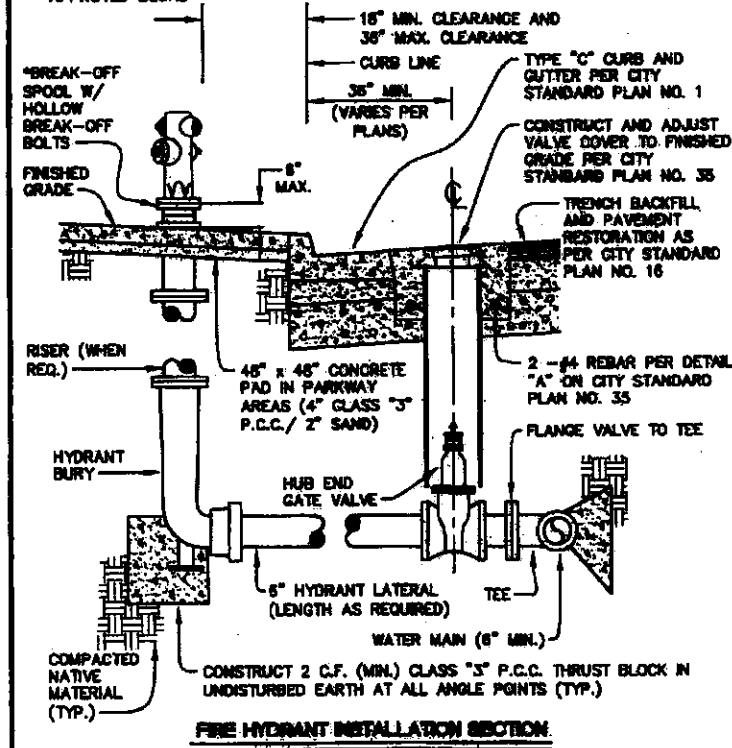 18" MIN. CLEARANCE AND
36" MAX. CLEARANCE
CURB LINE
36" MIN.
(VARIES PER
PLANS)
TYPE "C" CURB AND
GUTTER PER CITY
STANDARD PLAN NO. 1
CONSTRUCT AND ADJUST
VALVE COVER TO FINISHED
GRADE PER CITY
STANDARD PLAN NO. 35
TRENCH BACKFILL
AND PAVEMENT
RESTORATION AS
PER CITY STANDARD
PLAN NO. 16
*BREAK-OFF
SPOOL W/
HOLLOW
BREAK-OFF
BOLTS
FINISHED
GRADE
MAX.
℄
RISER (WHEN
REQ.)
48" x 48" CONCRETE
PAD IN PARKWAY
AREAS (4" CLASS "3"
P.C.C./ 2" SAND)
2 -#4 REBAR PER DETAIL
"A" ON CITY STANDARD
PLAN NO. 35
FLANGE VALVE TO TEE
HYDRANT
BURY
HUB END
GATE VALVE
6" HYDRANT LATERAL
(LENGTH AS REQUIRED)
TEE
WATER MAIN (6" MIN.)
COMPACTED
NATIVE
MATERIAL
(TYP.)
CONSTRUCT 2 C.F. (MIN.) CLASS "3" P.C.C. THRUST BLOCK IN
UNDISTURBED EARTH AT ALL ANGLE POINTS (TYP.)
FIRE HYDRANT INSTALLATION SECTION